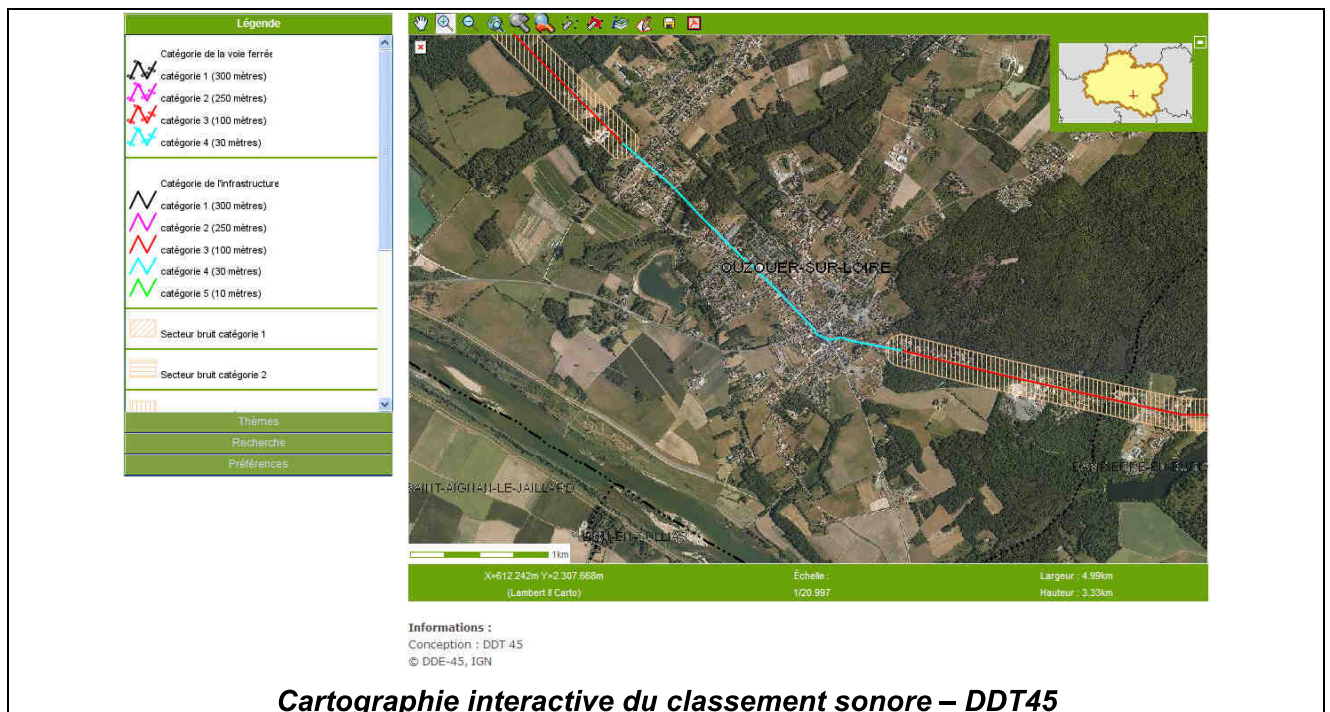 Légende
Catégorie de la voie ferrée
catégorie 1 (300 mètres)
catégorie 2 (250 mètres)
catégorie 3 (100 mètres)
catégorie 4 (30 mètres)
Catégorie de l'infrastructure
catégorie 1 (300 mètres)
catégorie 2 (250 mètres)
catégorie 3 (100 mètres)
catégorie 4 (30 mètres)
catégorie 5 (10 mètres)
Secteur bruit catégorie 1
Secteur bruit catégorie 2
Thèmes
Recherche
Préférences
OUZOUER-SUR-LOIRE
SAINT-AIGNAN-LE-JAILLARD
1km
X=612.242m Y=2.307.668m
(Lambert II Carto)
Échelle :
1/20.997
Largeur : 4.99km
Hauteur : 3.33km
Informations :
Conception : DDT 45
© DDE-45, IGN
Cartographie interactive du classement sonore – DDT45